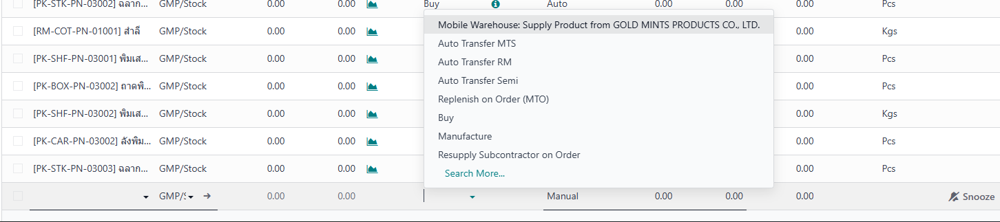 [PK-STK-PN-03002] ฉลาก... GMP/Stock 0.00 0.00 Buy Auto 0.00 0.00 0.00 Pcs
[RM-COT-PN-01001] สำลี GMP/Stock 0.00 0.00 0.00 Kgs
[PK-SHF-PN-03001] พิมเส... GMP/Stock 0.00 0.00 0.00 Pcs
[PK-BOX-PN-03002] ถาดพิ... GMP/Stock 0.00 0.00 0.00 Pcs
[PK-SHF-PN-03002] พิมเส... GMP/Stock 0.00 0.00 0.00 Kgs
[PK-CAR-PN-03002] ลังพิม... GMP/Stock 0.00 0.00 0.00 Pcs
[PK-STK-PN-03003] ฉลาก... GMP/Stock 0.00 0.00 0.00 Pcs
Mobile Warehouse: Supply Product from GOLD MINTS PRODUCTS CO., LTD.
Auto Transfer MTS
Auto Transfer RM
Auto Transfer Semi
Replenish on Order (MTO)
Buy
Manufacture
Resupply Subcontractor on Order
Search More...
GMP/S 0.00 0.00 Manual 0.00 0.00 0.00 Snooze